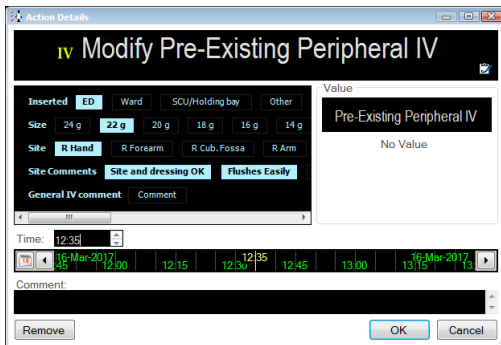 Action Details
IV Modify Pre-Existing Peripheral IV
Inserted ED Ward SCU/Holding bay Other
Size 24 g 22 g 20 g 18 g 16 g 14 g
Site R Hand R Forearm R Cub. Fossa R Arm
Site Comments Site and dressing OK Flushes Easily
General IV comment Comment
Value
Pre-Existing Peripheral IV
No Value
Time: 12:35
16-Mar-2017 12:35 16-Mar-2017
:45 12:00 12:15 12:30 12:45 13:00 13:15 13:
Comment:
Remove OK Cancel